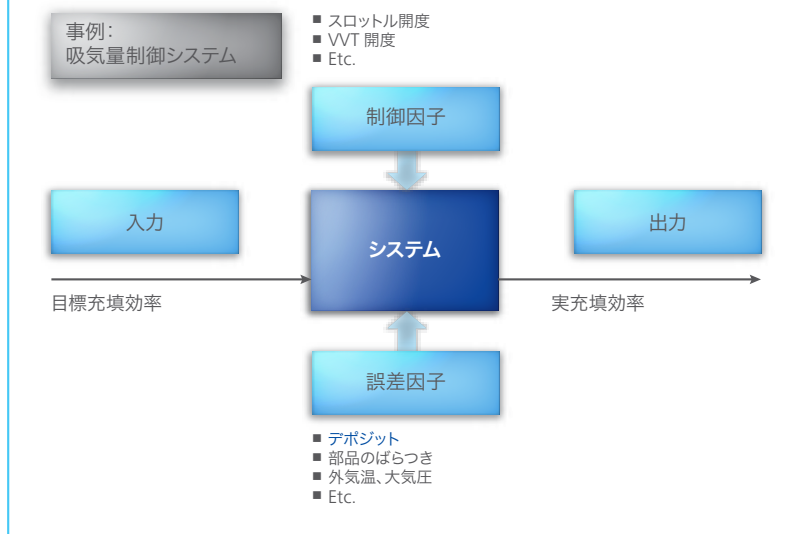 事例：
吸気量制御システム
■ スロットル開度
■ VVT 開度
■ Etc.
制御因子
入力
システム
出力
目標充填効率
実充填効率
誤差因子
■ デポジット
■ 部品のばらつき
■ 外気温、大気圧
■ Etc.